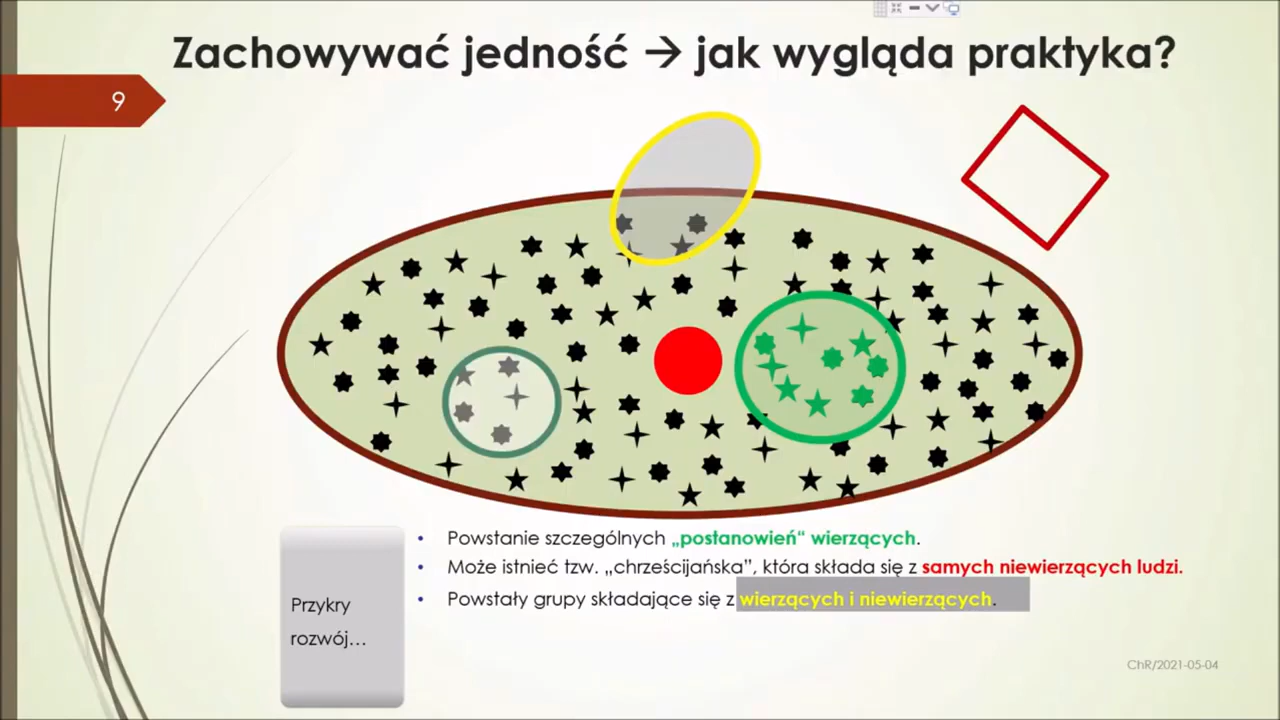 Zachowywać jedność → jak wygląda praktyka?
9
Powstanie szczególnych „postanowień“ wierzących.
Może istnieć tzw. „chrześcijańska”, która składa się z samych niewierzących ludzi.
Powstały grupy składające się z wierzących i niewierzących.
Przykry
rozwój...
ChR/2021-05-04